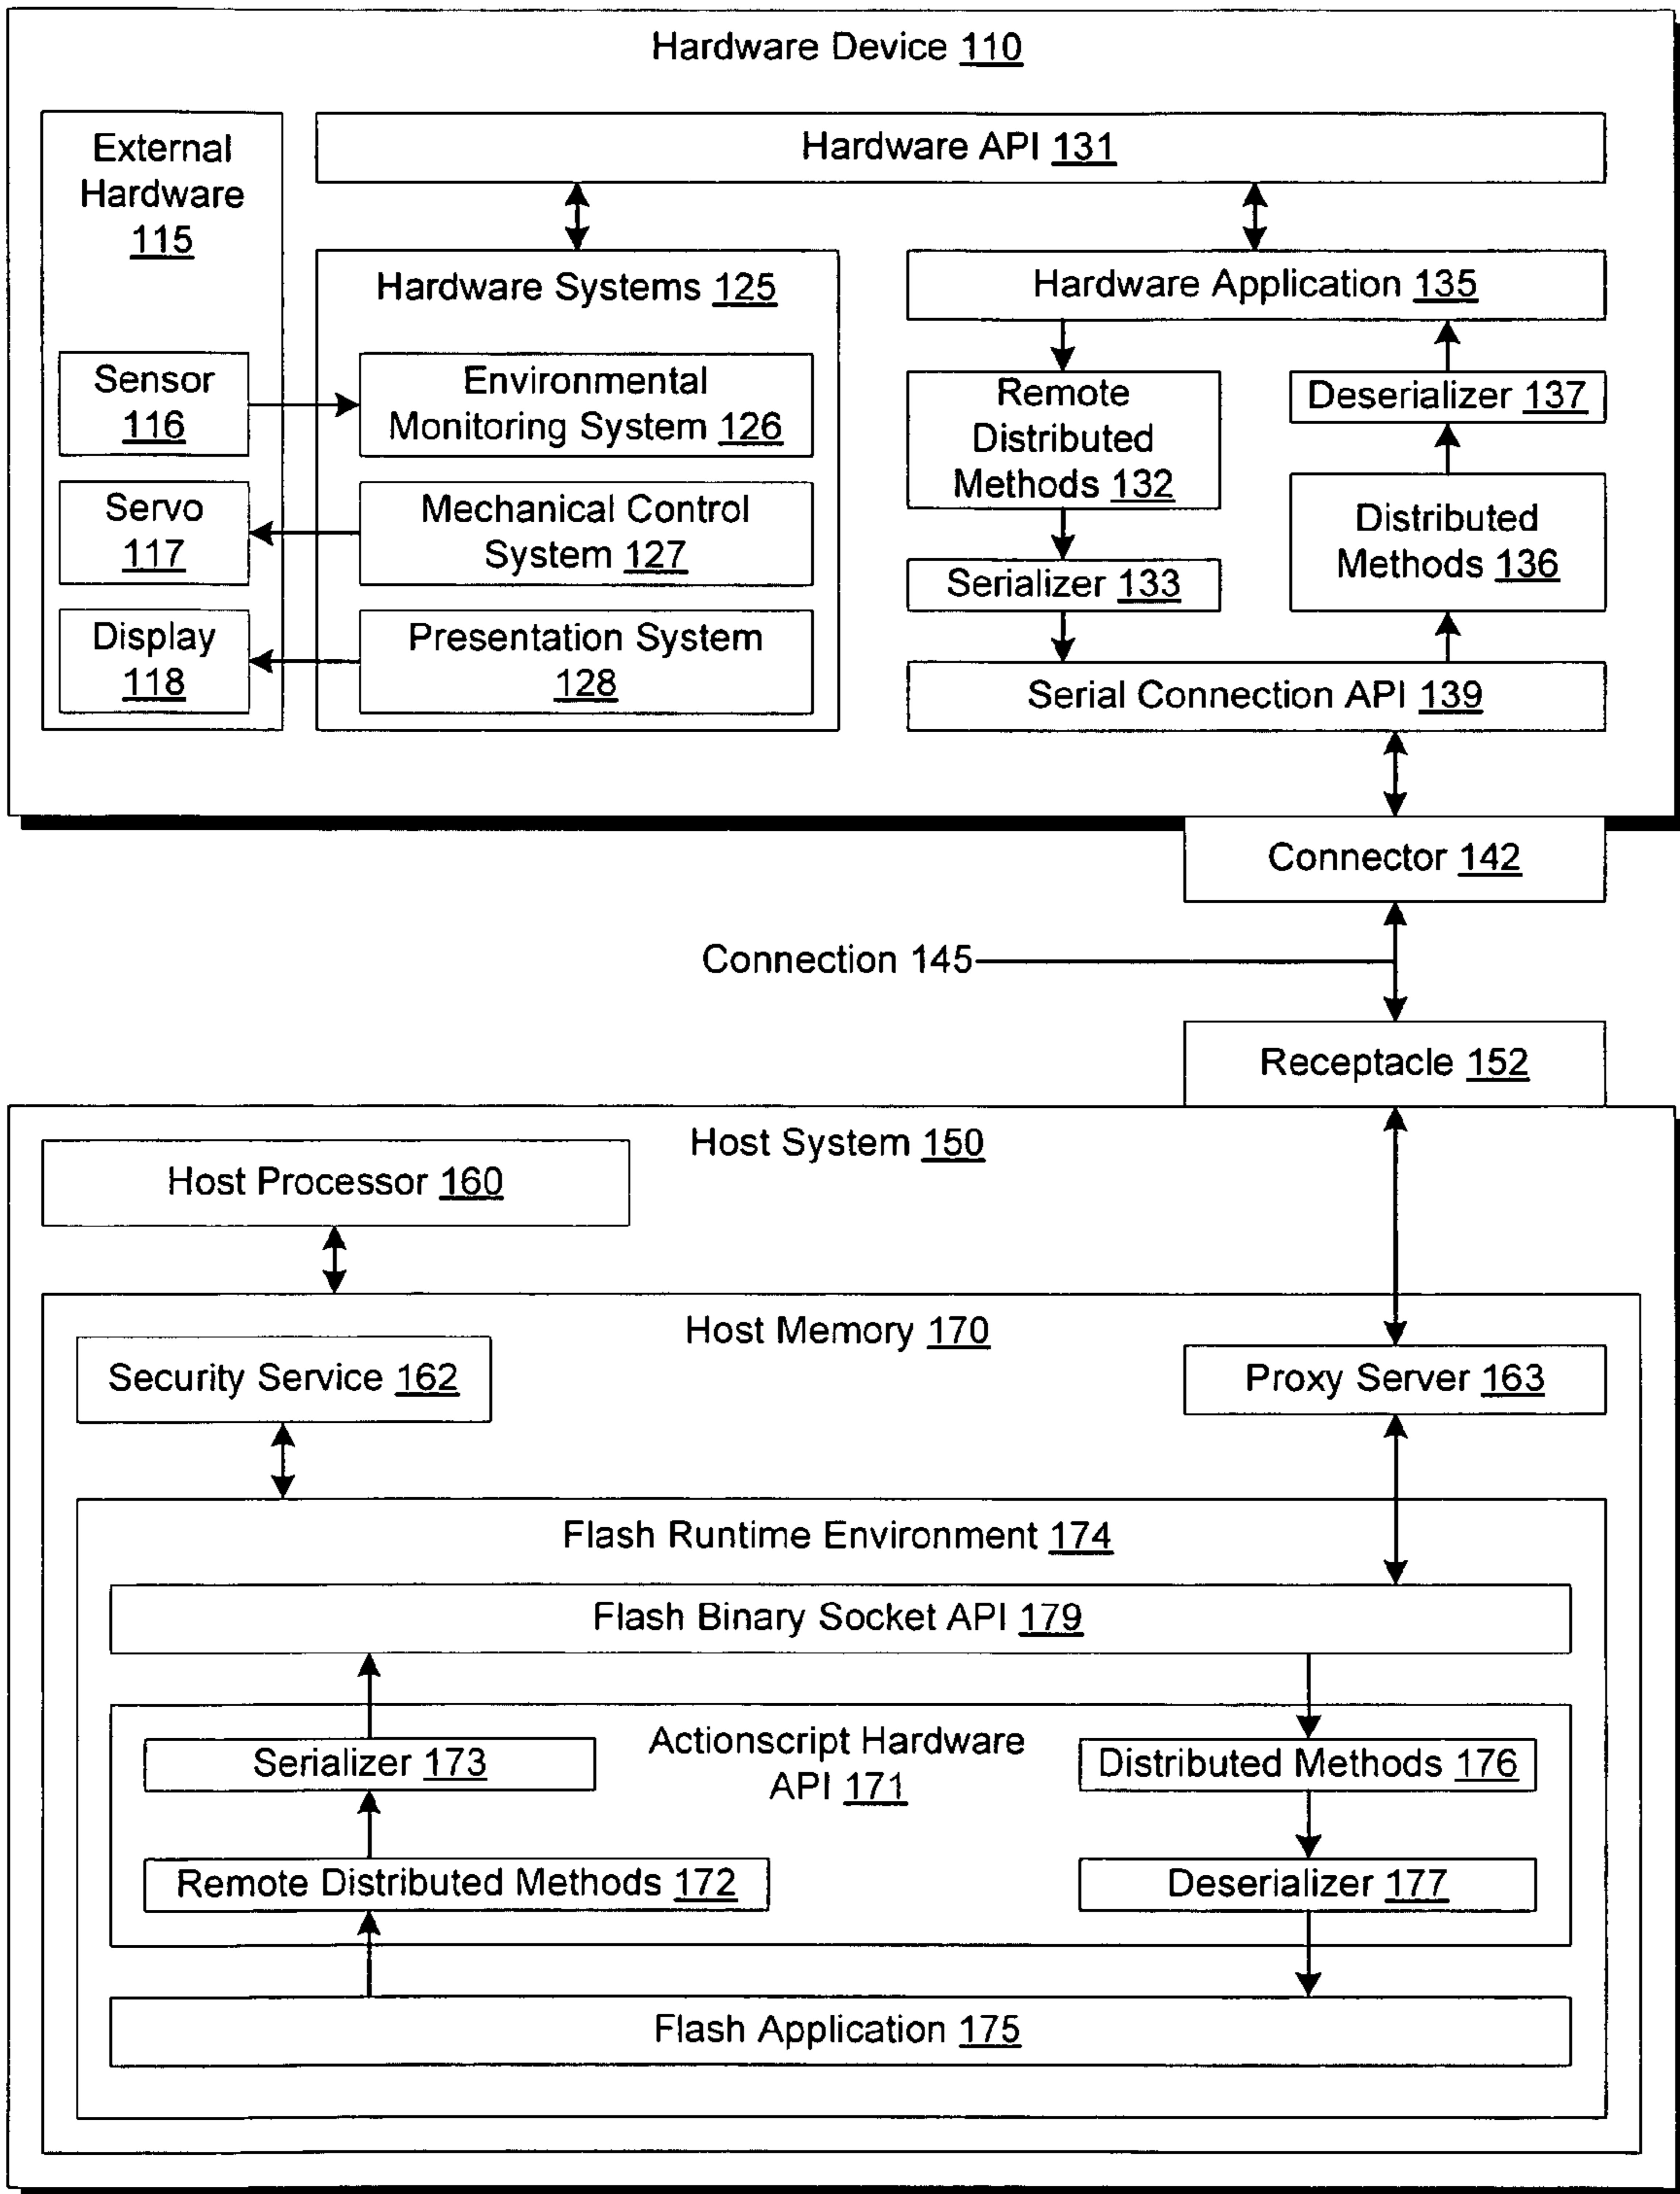 Hardware Device 110
External
Hardware
115
Hardware API 131
Hardware Systems 125
Hardware Application 135
Sensor
116
Environmental
Monitoring System 126
Servo
117
Mechanical Control
System 127
Display
118
Presentation System
128
Remote
Distributed
Methods 132
Deserializer 137
Serializer 133
Distributed
Methods 136
Serial Connection API 139
Connector 142
Connection 145
Receptacle 152
Host System 150
Host Processor 160
Host Memory 170
Security Service 162
Proxy Server 163
Flash Runtime Environment 174
Flash Binary Socket API 179
Actionscript Hardware
API 171
Serializer 173
Distributed Methods 176
Remote Distributed Methods 172
Deserializer 177
Flash Application 175